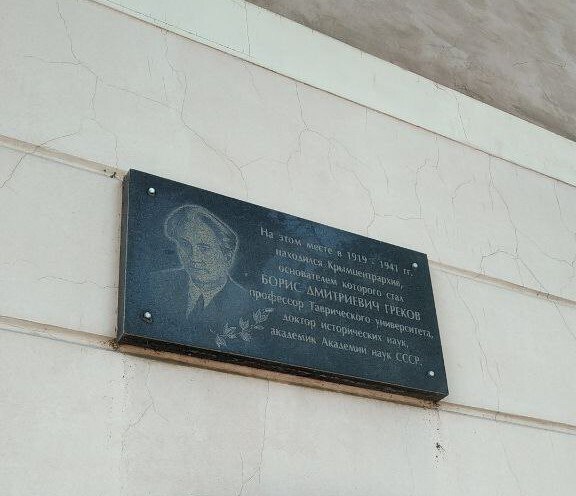 На этом месте в 1919 - 1941 гг.
находился Крымцентрархив,
основателем которого стал
БОРИС ДМИТРИЕВИЧ ГРЕКОВ
профессор Таврического университета,
доктор исторических наук,
академик Академии наук СССР.